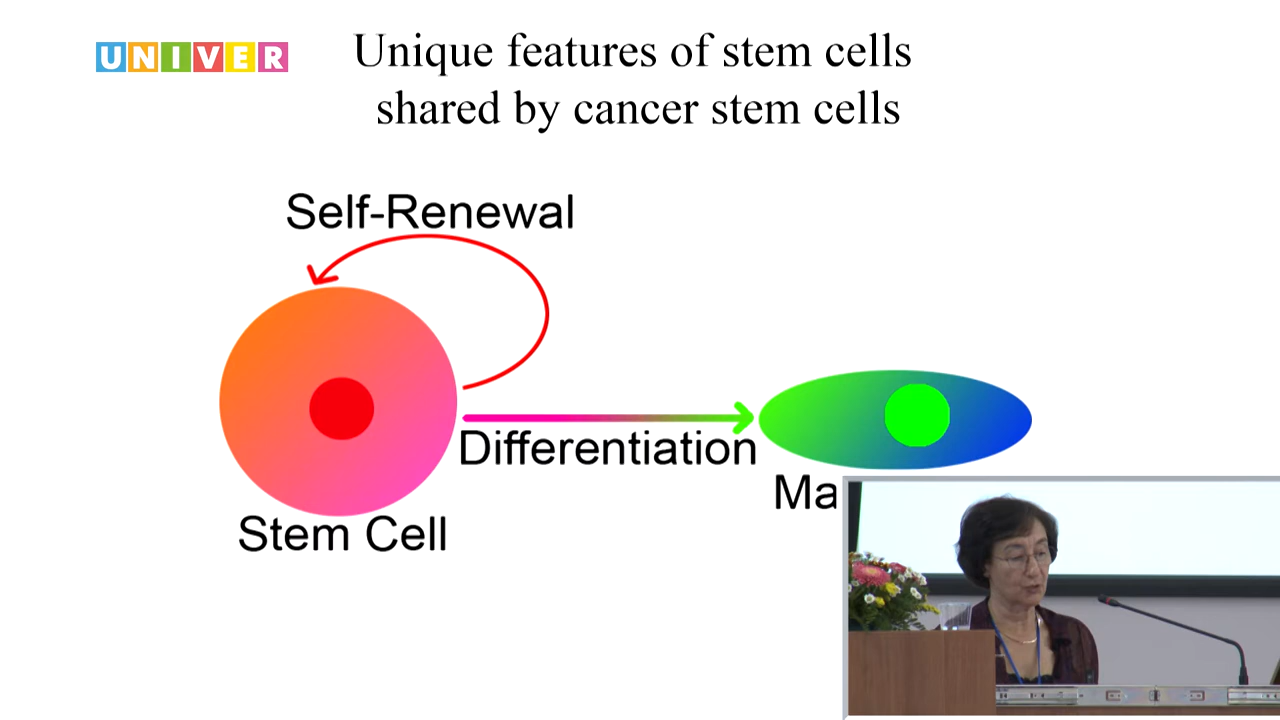 UNIVER
Unique features of stem cells
shared by cancer stem cells
Self-Renewal
Differentiation
Ma
Stem Cell